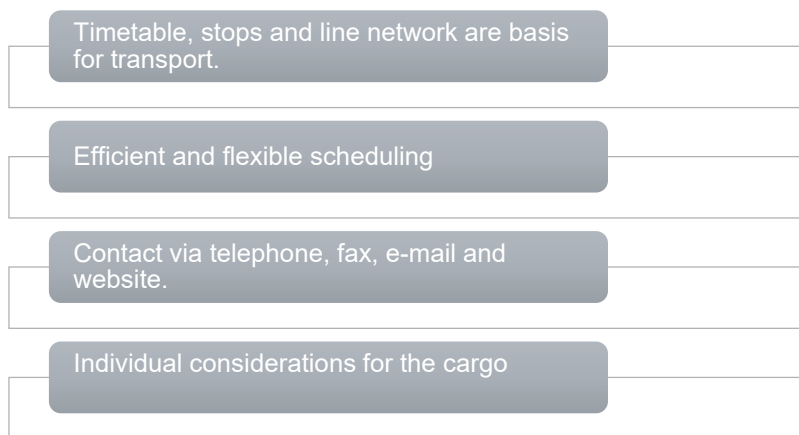 Timetable, stops and line network are basis
for transport.
Efficient and flexible scheduling
Contact via telephone, fax, e-mail and
website.
Individual considerations for the cargo